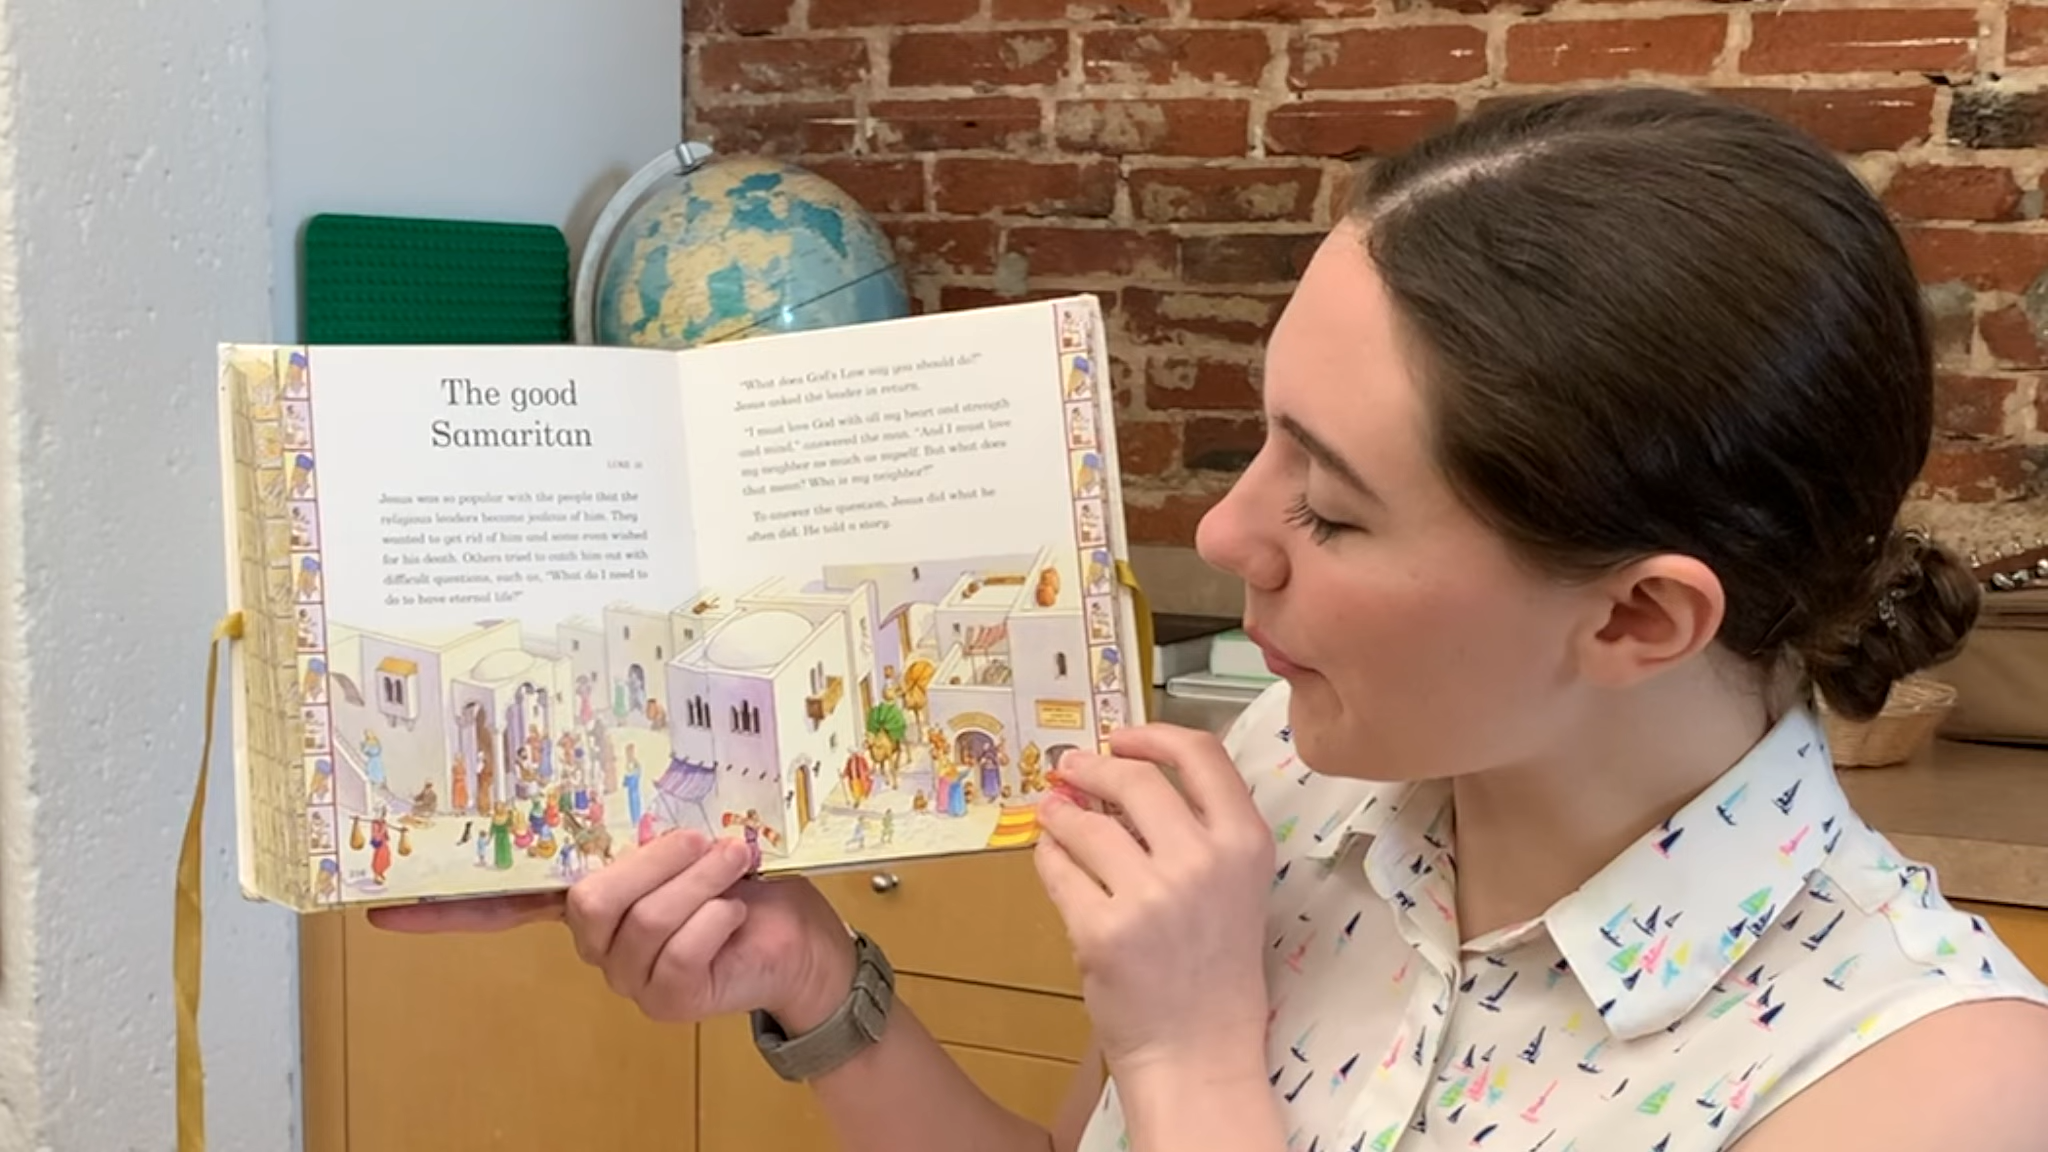 The good
Samaritan
LUKE 10
Jesus was so popular with the people that the
religious leaders became jealous of him. They
wanted to get rid of him and some even wished
for his death. Others tried to catch him out with
difficult questions, such as, "What do I need to
do to have eternal life?"
"What does God's Law say you should do?"
Jesus asked the leader in return.
"I must love God with all my heart and strength
and mind," answered the man. "And I must love
my neighbor as much as myself. But what does
that mean? Who is my neighbor?"
To answer the question, Jesus did what he
often did. He told a story.